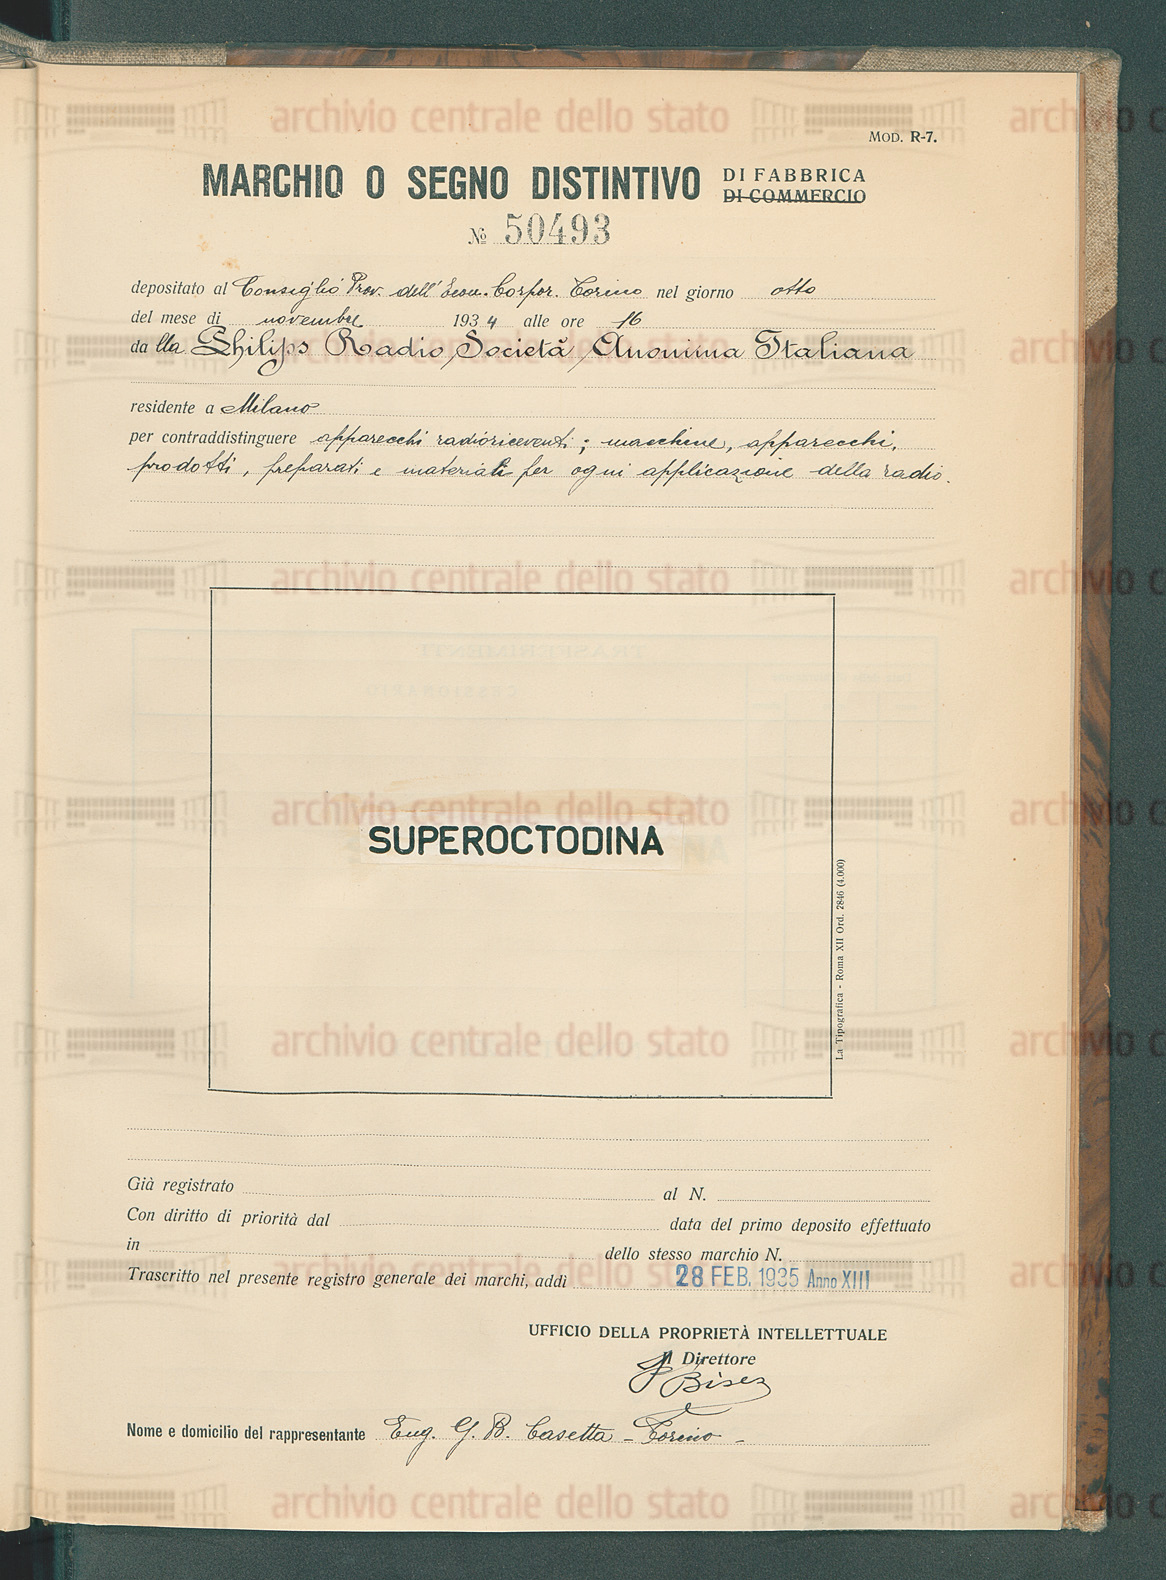 MOD. R-7.
MARCHIO O SEGNO DISTINTIVO DI FABBRICA
DI COMMERCIO
№ 50493
depositato al Consiglio Prov. dell'Econ. Corpor. Torino nel giorno otto
del mese di novembre 1934 alle ore 16
dalla Philips Radio Società Anonima Italiana
residente a Milano
per contraddistinguere apparecchi radioriceventi; macchine, apparecchi,
prodotti, preparati e materiali per ogni applicazione della radio.
SUPEROCTODINA
La Tipografica - Roma XII Ord. 2846 (4.000)
Già registrato al N.
Con diritto di priorità dal data del primo deposito effettuato
in dello stesso marchio N.
Trascritto nel presente registro generale dei marchi, addì 28 FEB. 1935 Anno XIII
UFFICIO DELLA PROPRIETÀ INTELLETTUALE
Il Direttore
Nome e domicilio del rappresentante Eug. G. B. Casetta - Torino -
archivio centrale dello stato